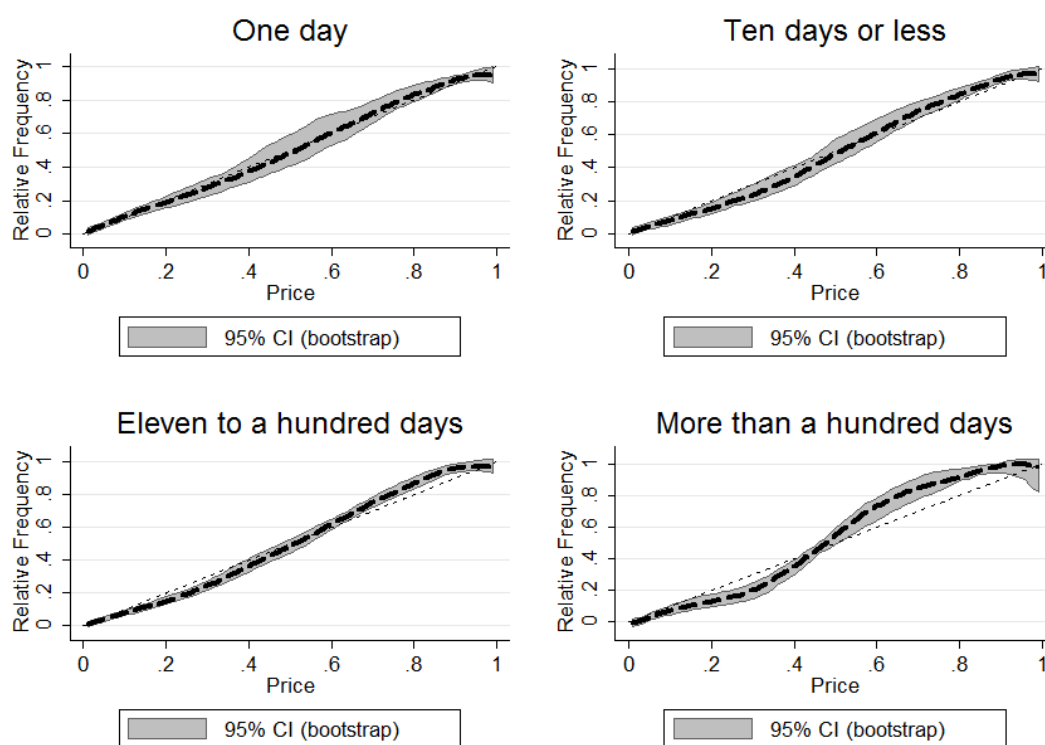 One day
Relative Frequency
0 .2 .4 .6 .8 1
0 .2 .4 .6 .8 1
Price
95% CI (bootstrap)
Ten days or less
Relative Frequency
0 .2 .4 .6 .8 1
0 .2 .4 .6 .8 1
Price
95% CI (bootstrap)
Eleven to a hundred days
Relative Frequency
0 .2 .4 .6 .8 1
0 .2 .4 .6 .8 1
Price
95% CI (bootstrap)
More than a hundred days
Relative Frequency
0 .2 .4 .6 .8 1
0 .2 .4 .6 .8 1
Price
95% CI (bootstrap)